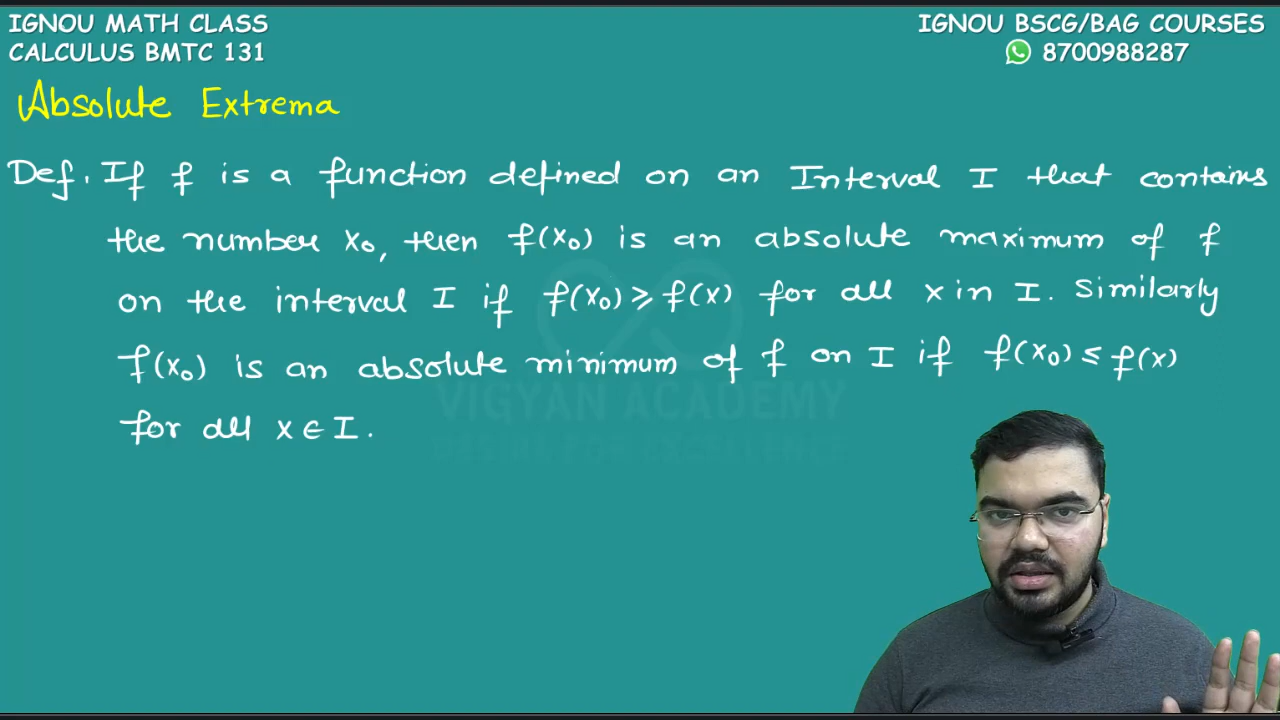 IGNOU MATH CLASS
IGNOU BSCG/BAG COURSES
CALCULUS BMTC 131
8700988287
Absolute Extrema
Def. If f is a function defined on an Interval I that contains
the number x₀, then f(x₀) is an absolute maximum of f
on the interval I if f(x₀) ⩾ f(x) for all x in I. Similarly
f(x₀) is an absolute minimum of f on I if f(x₀) ⩽ f(x)
for all x ∈ I.
VIGYAN ACADEMY